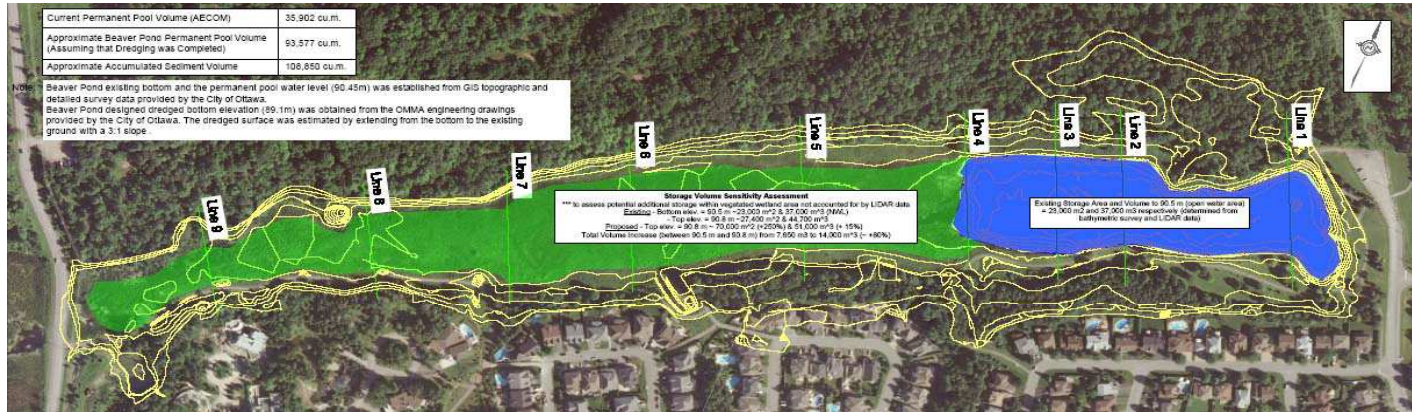 Current Permanent Pool Volume (AECOM) 35,902 cu.m.
Approximate Beaver Pond Permanent Pool Volume
(Assuming that Dredging was Completed) 93,577 cu.m.
Approximate Accumulated Sediment Volume 108,850 cu.m.
Note:
Beaver Pond existing bottom and the permanent pool water level (90.45m) was established from GIS topographic and
detailed survey data provided by the City of Ottawa.
Beaver Pond designed dredged bottom elevation (89.1m) was obtained from the OMMA engineering drawings
provided by the City of Ottawa. The dredged surface was estimated by extending from the bottom to the existing
ground with a 3:1 slope.
Line 9
Line 8
Line 7
Line 6
Line 5
Line 4
Line 3
Line 2
Line 1
Storage Volume Sensitivity Assessment
*** to assess potential additional storage within vegetated wetland area not accounted for by LIDAR data
Existing - Bottom elev. = 90.5 m ~23,000 m^2 & 37,000 m^3 (NWL)
- Top elev. = 90.8 m ~27,400 m^2 & 44,700 m^3
Proposed - Top elev. = 90.8 m ~ 70,000 m^2 (+250%) & 51,000 m^3 (+ 15%)
Total Volume Increase (between 90.5 m and 90.8 m) from 7,950 m3 to 14,000 m^3 (~ +80%)
Existing Storage Area and Volume to 90.5 m (open water area)
= 23,000 m2 and 37,000 m3 respectively (determined from
bathymetric survey and LIDAR data)